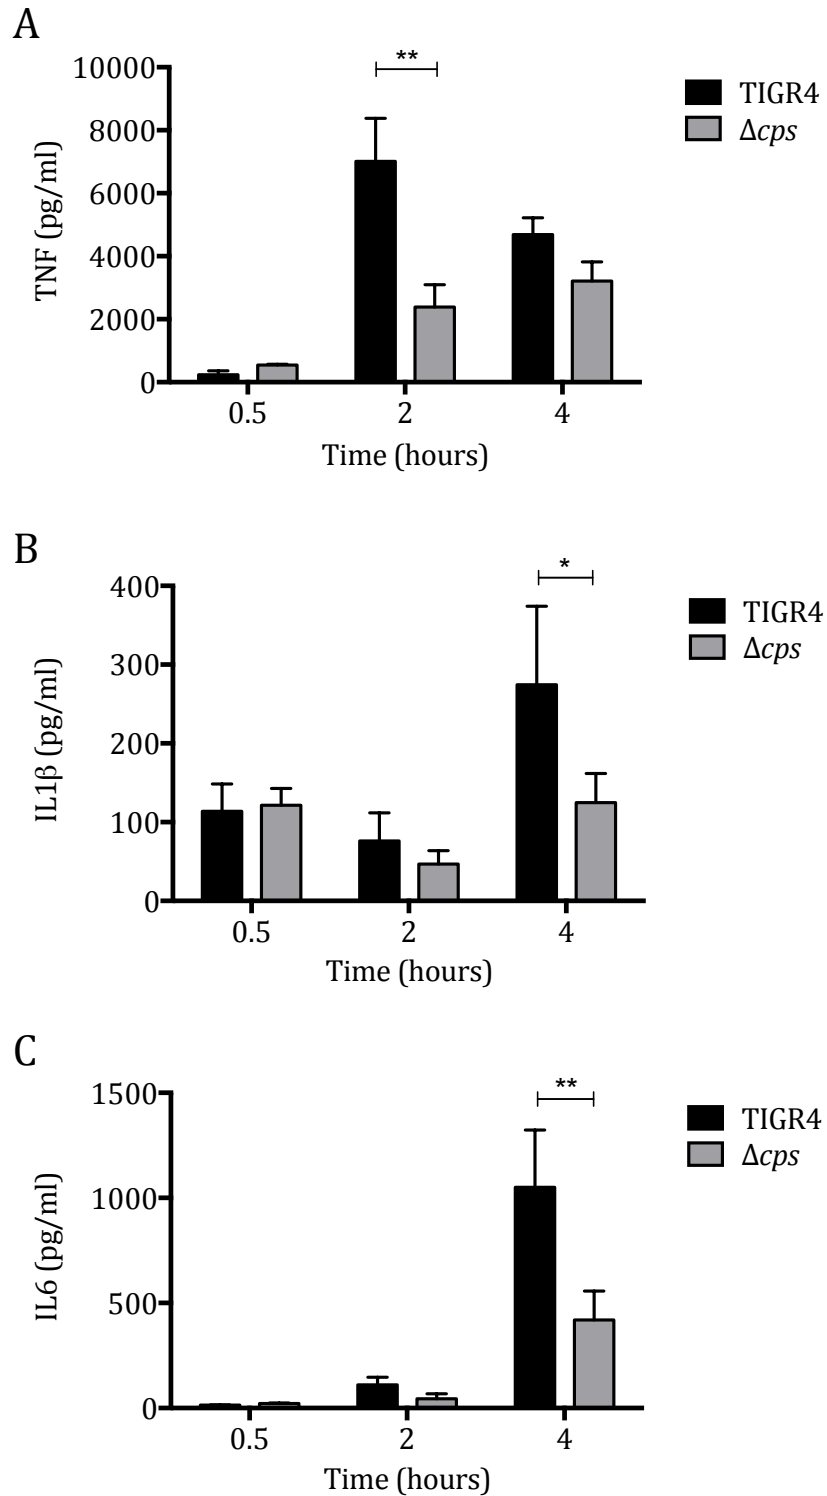 A
TNF (pg/ml)
10000
8000
6000
4000
2000
0
**
TIGR4
Δcps
0.5 2 4
Time (hours)
B
IL1β (pg/ml)
400
300
200
100
0
*
TIGR4
Δcps
0.5 2 4
Time (hours)
C
IL6 (pg/ml)
1500
1000
500
0
**
TIGR4
Δcps
0.5 2 4
Time (hours)